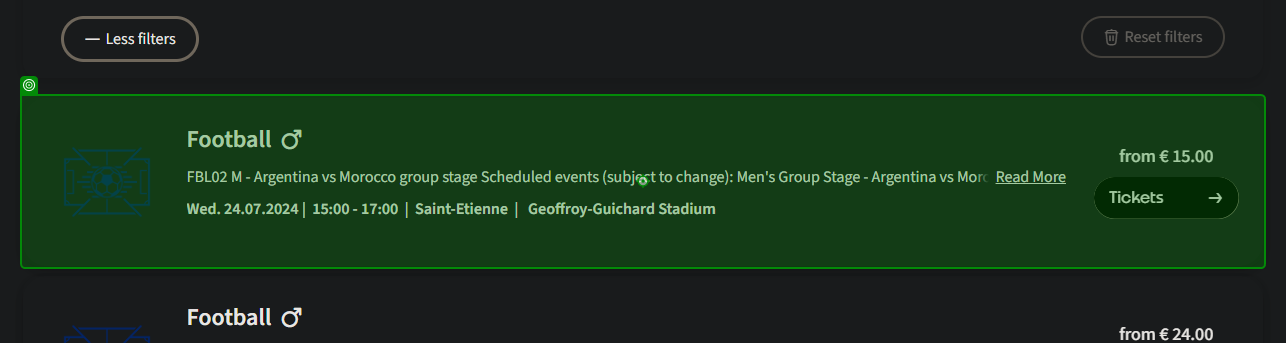 — Less filters
Reset filters
Football ♂
from € 15.00
FBL02 M - Argentina vs Morocco group stage Scheduled events (subject to change): Men's Group Stage - Argentina vs Read More
Tickets →
Wed. 24.07.2024 | 15:00 - 17:00 | Saint-Etienne | Geoffroy-Guichard Stadium
Football ♂
from € 24.00